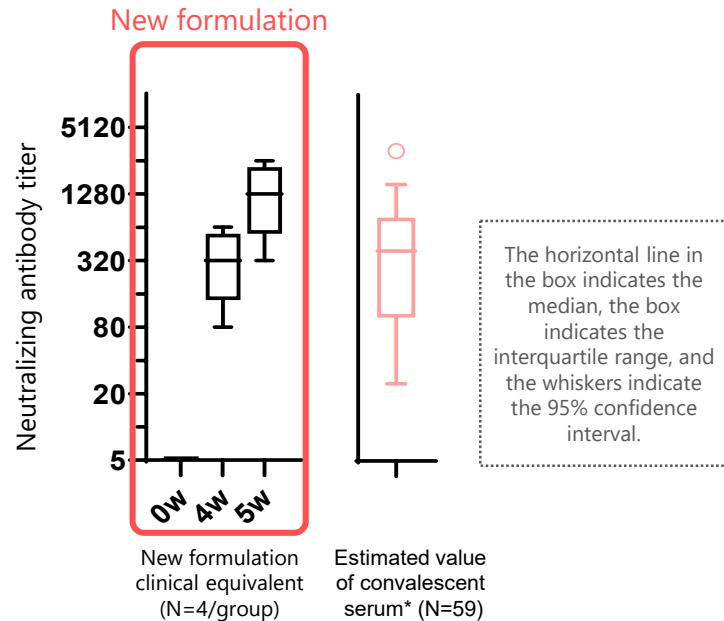 New formulation
Neutralizing antibody titer
5120
1280
320
80
20
5
0w
4w
5w
New formulation
clinical equivalent
(N=4/group)
Estimated value
of convalescent
serum* (N=59)
The horizontal line in
the box indicates the
median, the box
indicates the
interquartile range, and
the whiskers indicate
the 95% confidence
interval.